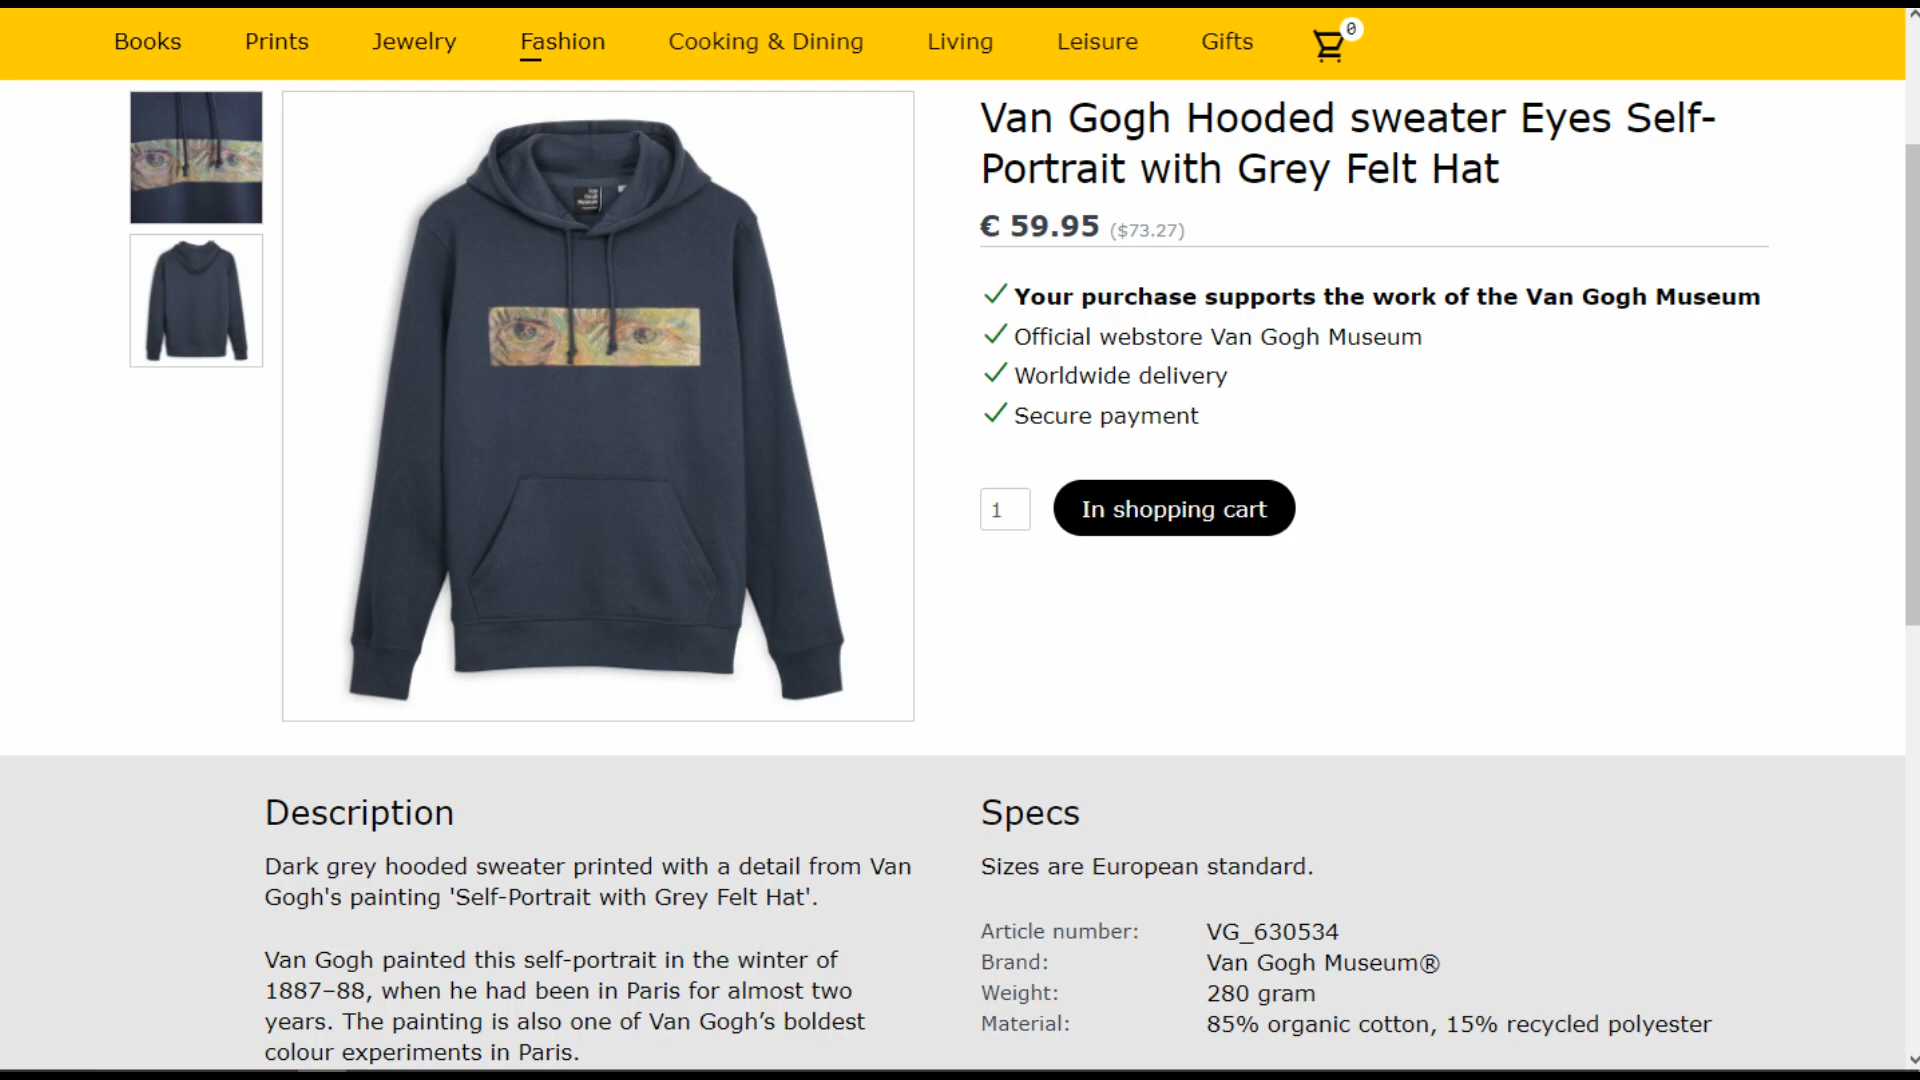 Books Prints Jewelry Fashion Cooking & Dining Living Leisure Gifts 0
Van Gogh Hooded sweater Eyes Self-
Portrait with Grey Felt Hat
€ 59.95 ($73.27)
Your purchase supports the work of the Van Gogh Museum
Official webstore Van Gogh Museum
Worldwide delivery
Secure payment
1 In shopping cart
Description
Dark grey hooded sweater printed with a detail from Van
Gogh's painting 'Self-Portrait with Grey Felt Hat'.
Van Gogh painted this self-portrait in the winter of
1887–88, when he had been in Paris for almost two
years. The painting is also one of Van Gogh’s boldest
colour experiments in Paris.
Specs
Sizes are European standard.
Article number: VG_630534
Brand: Van Gogh Museum®
Weight: 280 gram
Material: 85% organic cotton, 15% recycled polyester